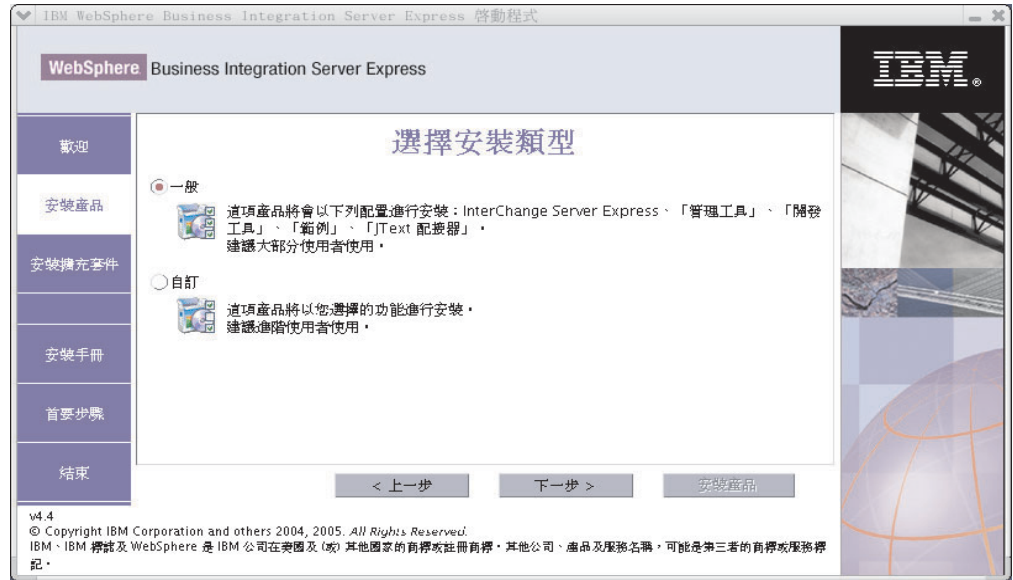 IBM WebSphere Business Integration Server Express 啓動程式
WebSphere. Business Integration Server Express
IBM®
歡迎
安裝產品
安裝擴充套件
安裝手冊
首要步驟
結束
選擇安裝類型
一般
這項產品將會以下列配置進行安裝：InterChange Server Express、「管理工具」、「開發
工具」、「範例」、「JText 配接器」。
建議大部分使用者使用。
自訂
這項產品將以您選擇的功能進行安裝。
建議進階使用者使用。
< 上一步
下一步 >
安裝產品
v4.4
© Copyright IBM Corporation and others 2004, 2005. All Rights Reserved.
IBM、IBM 標誌及 WebSphere 是 IBM 公司在美國及 (或) 其他國家的商標或註冊商標。其他公司、產品及服務名稱，可能是第三者的商標或服務標
記。